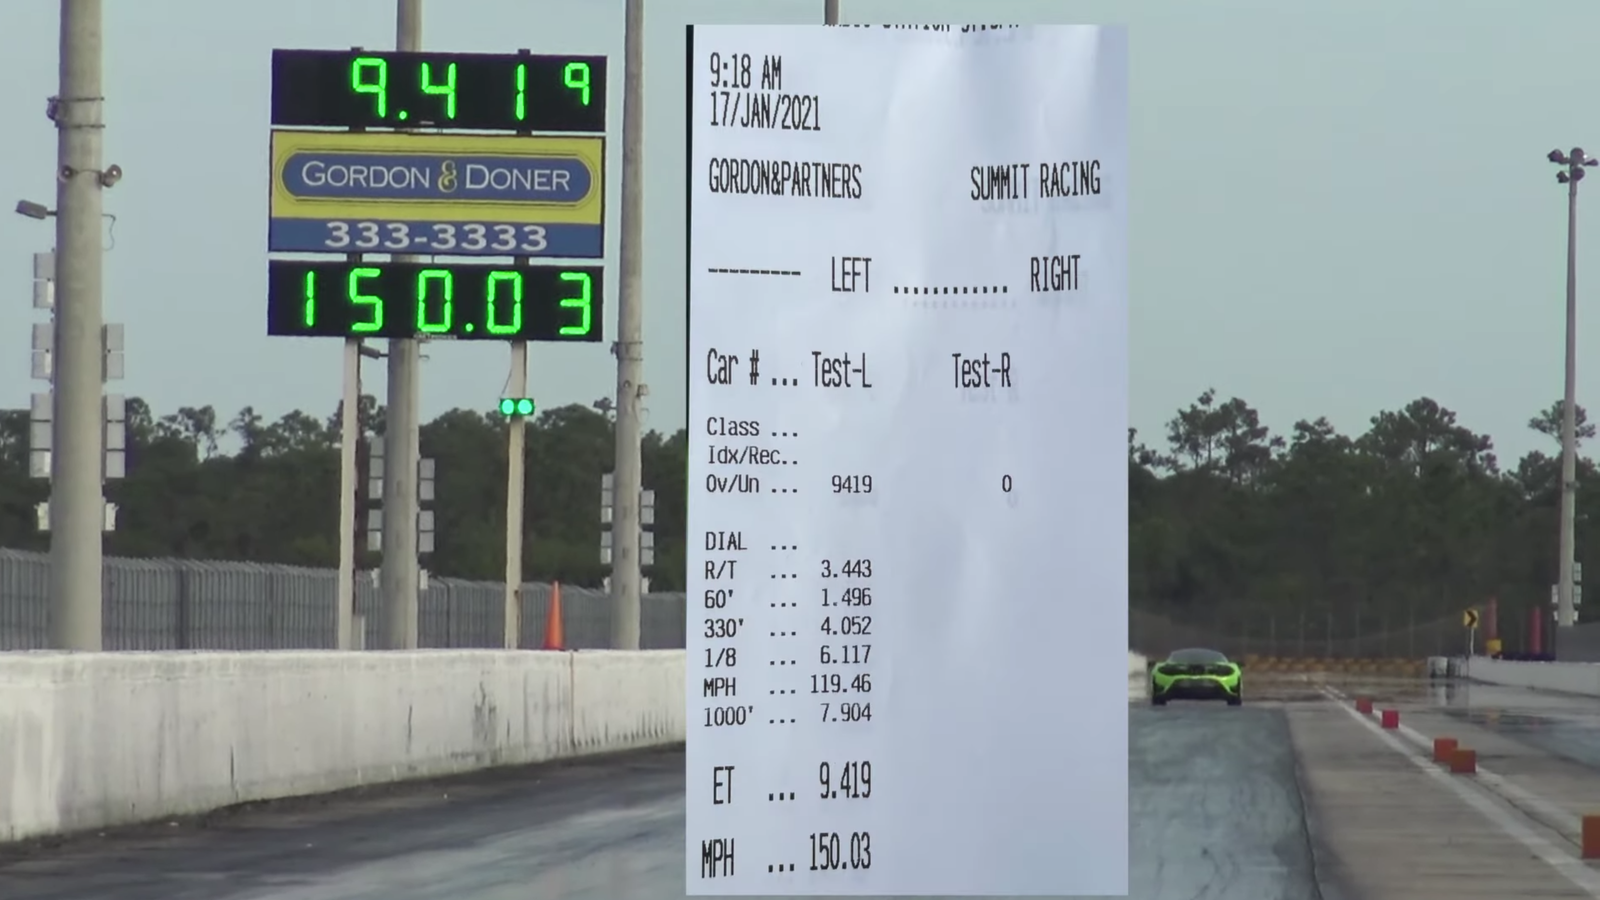 9.419
GORDON & DONER
333-3333
150.03
9:18 AM
17/JAN/2021
GORDON&PARTNERS SUMMIT RACING
--------- LEFT ............ RIGHT
Car # ... Test-L Test-R
Class ...
Idx/Rec..
Ov/Un ... 9419 0
DIAL ...
R/T ... 3.443
60' ... 1.496
330' ... 4.052
1/8 ... 6.117
MPH ... 119.46
1000' ... 7.904
ET ... 9.419
MPH ... 150.03